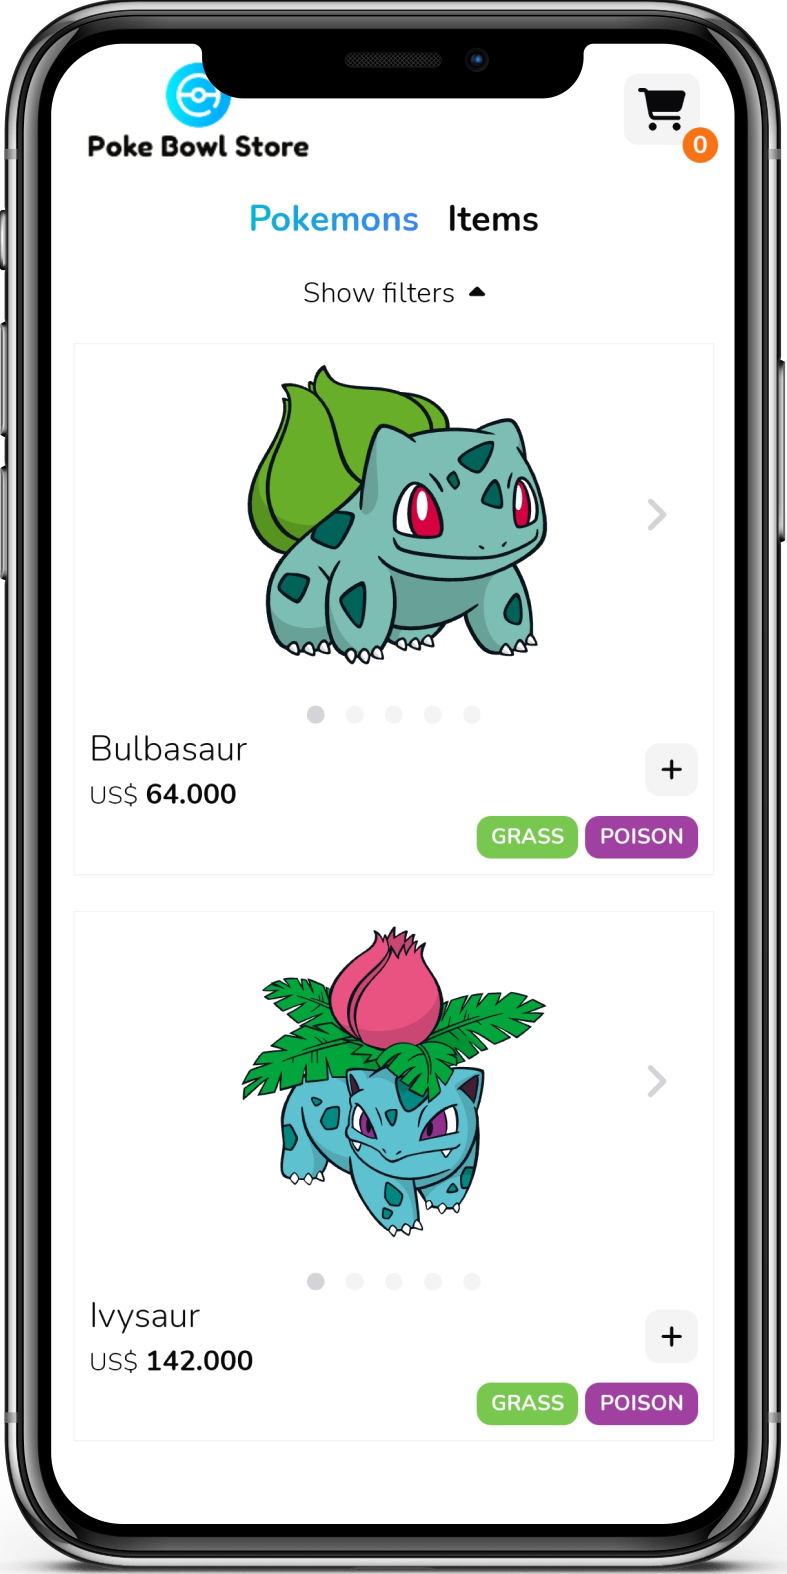 Poke Bowl Store
0
Pokemons Items
Show filters
Bulbasaur
US$ 64.000
+
GRASS POISON
Ivysaur
US$ 142.000
+
GRASS POISON